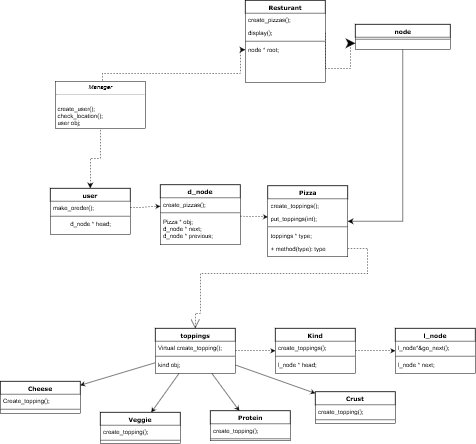 Resturant
create_pizzas();
display();
node * root;
node
Manager
create_user();
check_location();
user obj;
user
make_oreder();
d_node * head;
d_node
create_pizzas();
Pizza * obj;
d_node * next;
d_node * previous;
Pizza
create_toppings();
put_toppings(int);
toppings * type;
+ method(type): type
toppings
Virtual create_topping();
kind obj;
Kind
create_toppings();
l_node * head;
l_node
l_node*&go_next();
l_node * next;
Cheese
Create_topping();
Veggie
create_topping();
Protein
create_topping();
Crust
create_topping();